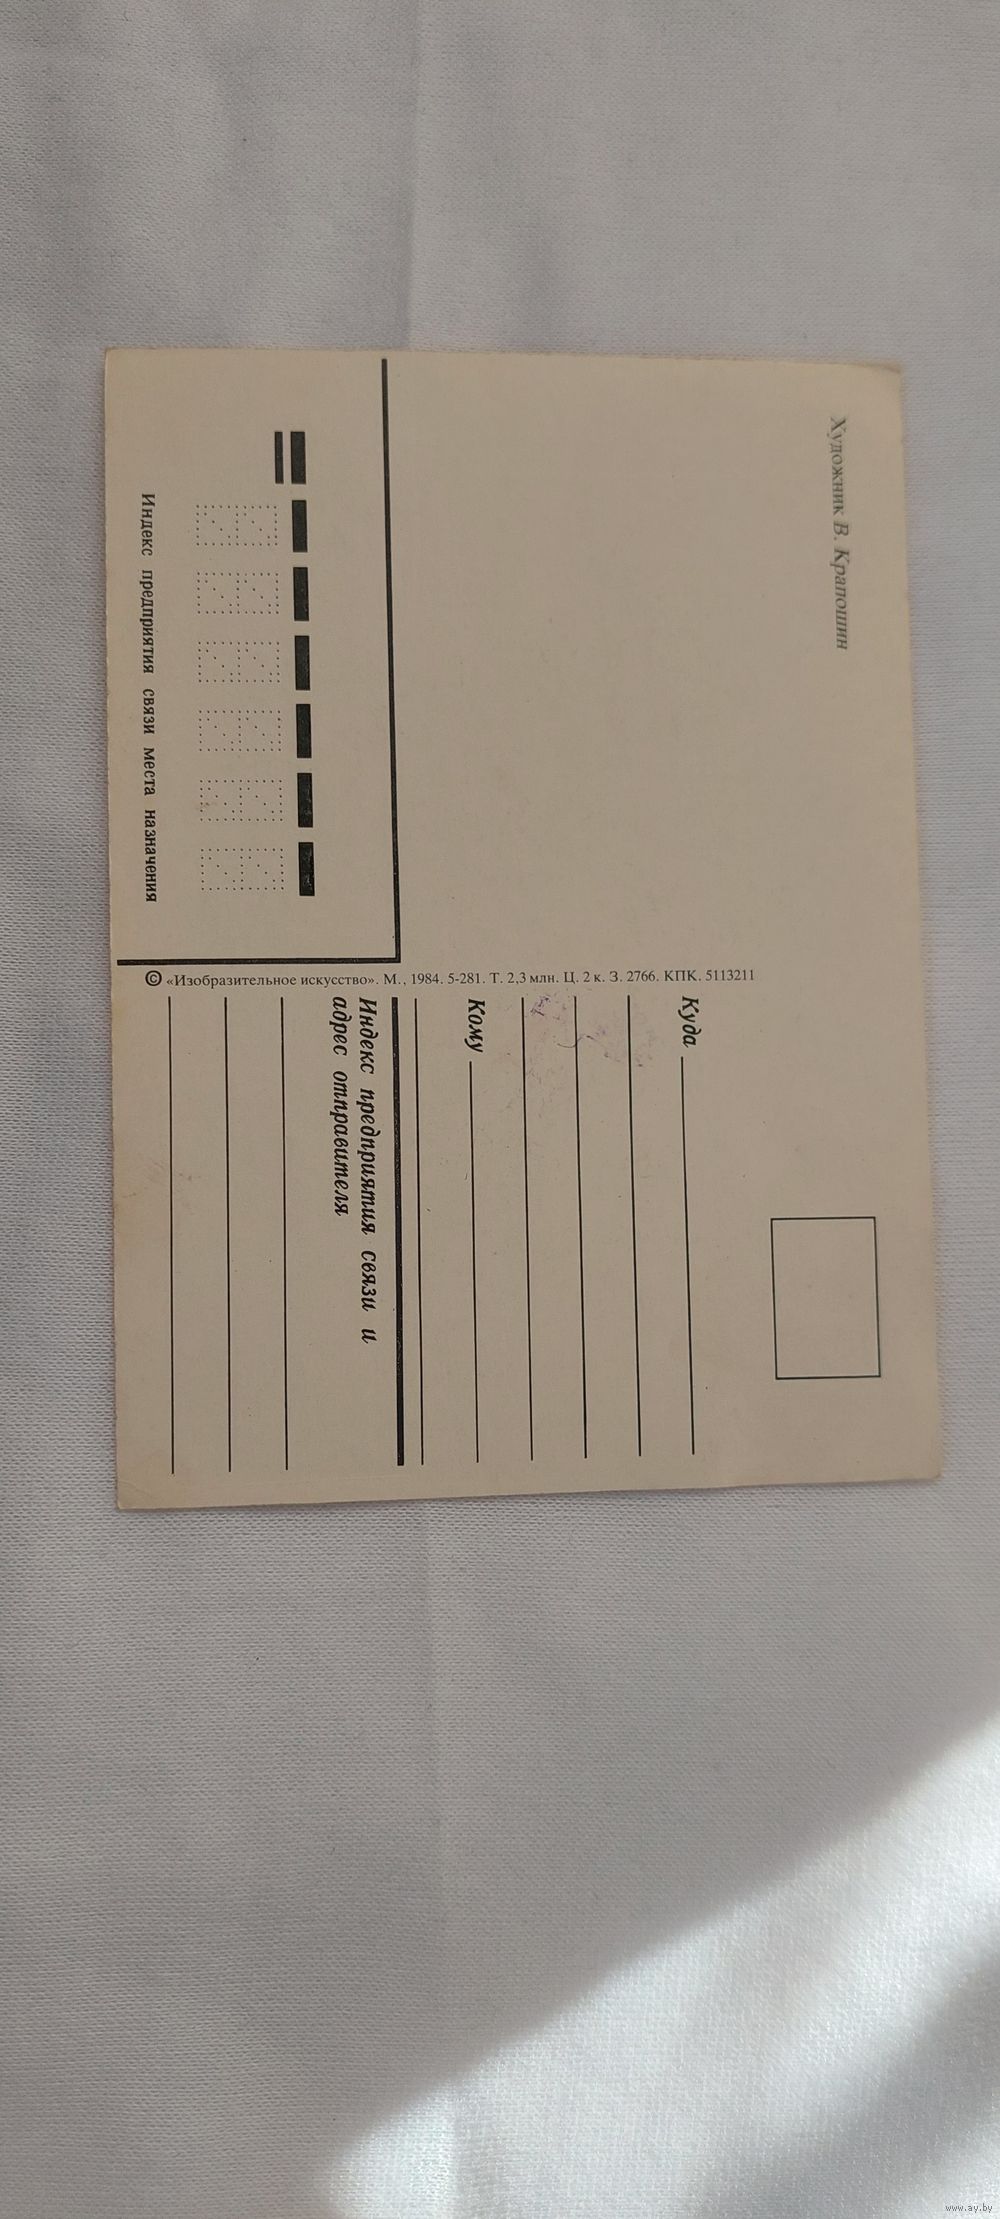 Художник В. Крапошин
© «Изобразительное искусство». М., 1984. 5-281. Т. 2,3 млн. Ц. 2 к. З. 2766. КПК. 5113211
Куда
Кому
Индекс предприятия связи и
адрес отправителя
Индекс предприятия связи места назначения
www.ay.by